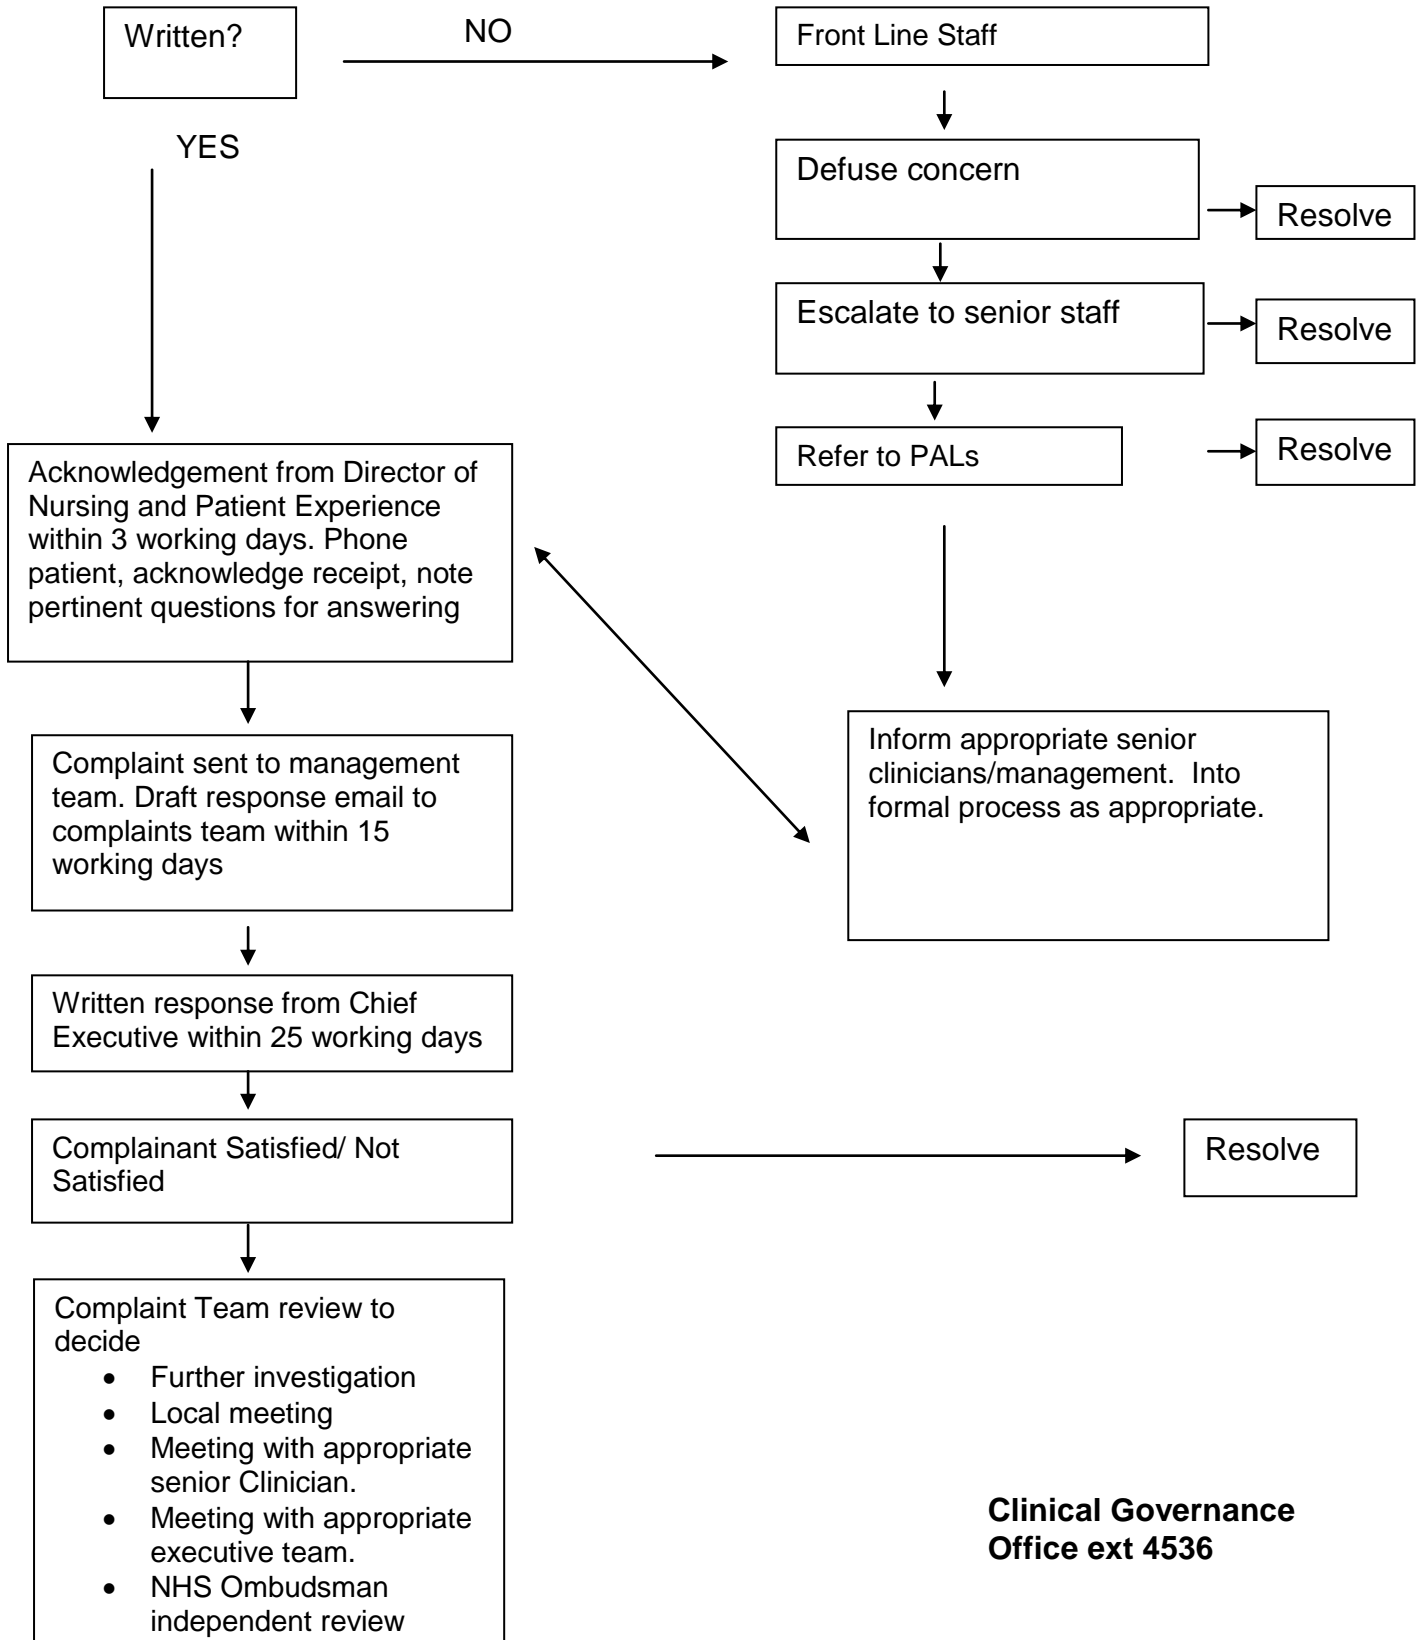 Written?
NO
Front Line Staff
YES
Defuse concern
Resolve
Escalate to senior staff
Resolve
Refer to PALs
Resolve
Acknowledgement from Director of
Nursing and Patient Experience
within 3 working days. Phone
patient, acknowledge receipt, note
pertinent questions for answering
Inform appropriate senior
clinicians/management.  Into
formal process as appropriate.
Complaint sent to management
team. Draft response email to
complaints team within 15
working days
Written response from Chief
Executive within 25 working days
Complainant Satisfied/ Not
Satisfied
Resolve
Complaint Team review to
decide
• Further investigation
• Local meeting
• Meeting with appropriate
senior Clinician.
• Meeting with appropriate
executive team.
• NHS Ombudsman
independent review
Clinical Governance
Office ext 4536